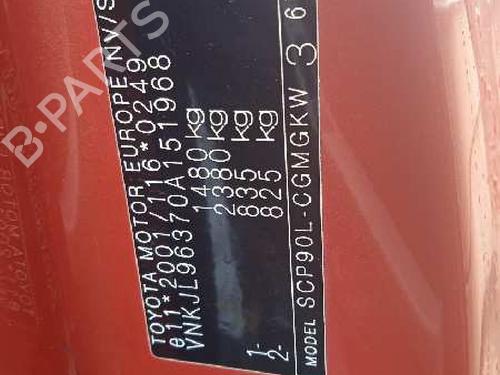 TOYOTA MOTOR EUROPE NV/S
e11*2001/116*0249
VNKJL96370A151968
1480 kg
2380 kg
1- 835 kg
2- 825 kg
MODEL SCP90L-CGMGKW 3 6